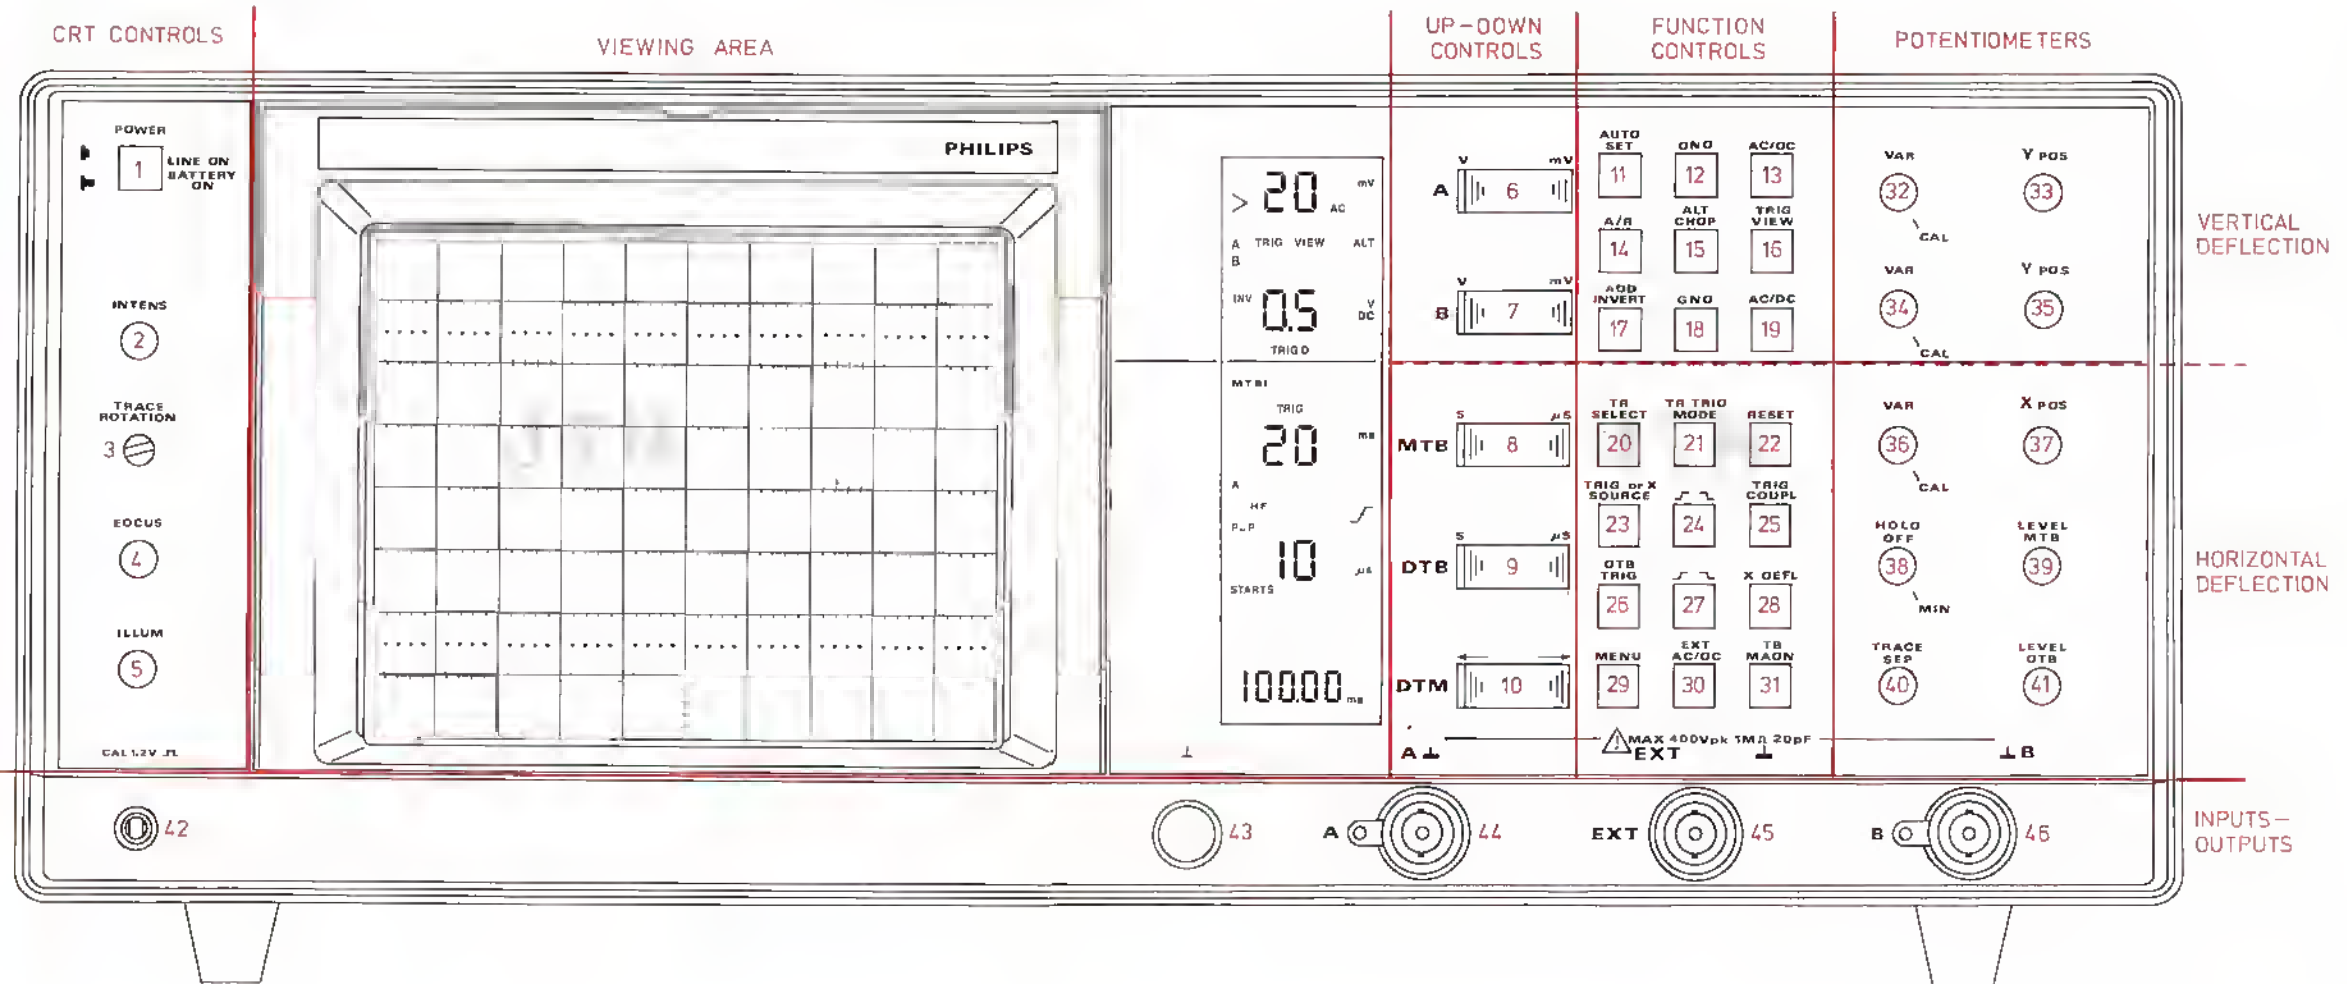 CRT CONTROLS
VIEWING AREA
UP-DOWN
CONTROLS
FUNCTION
CONTROLS
POTENTIOMETERS
POWER
1
LINE ON
BATTERY
ON
INTENS
2
TRACE
ROTATION
3
FOCUS
4
ILLUM
5
CAL 1.2V
PHILIPS
> 20 mV
AC
A TRIG VIEW ALT
B
INV 0.5 V
DC
TRIG D
MTB
TRIG
20 ms
A
HF
P-P
10 µs
STARTS
100.00 ms
V mV
A 6
V mV
B 7
S µS
MTB 8
S µS
DTB 9
DTM 10
AUTO
SET
11
GND
12
AC/DC
13
A/B
14
ALT
CHOP
15
TRIG
VIEW
16
ADD
INVERT
17
GND
18
AC/DC
19
TB
SELECT
20
TB TRIG
MODE
21
RESET
22
TRIG or X
SOURCE
23
24
TRIG
COUPL
25
DTB
TRIG
26
27
X DEFL
28
MENU
29
EXT
AC/DC
30
TB
MAGN
31
VAR
32
CAL
Y POS
33
VAR
34
CAL
Y POS
35
VAR
36
CAL
X POS
37
HOLD
OFF
38
MIN
LEVEL
MTB
39
TRACE
SEP
40
LEVEL
DTB
41
VERTICAL
DEFLECTION
HORIZONTAL
DEFLECTION
A ⊥
MAX 400Vpk 1MΩ 20pF
EXT ⊥
⊥ B
⊥
42
43
A 44
EXT 45
B 46
INPUTS-
OUTPUTS